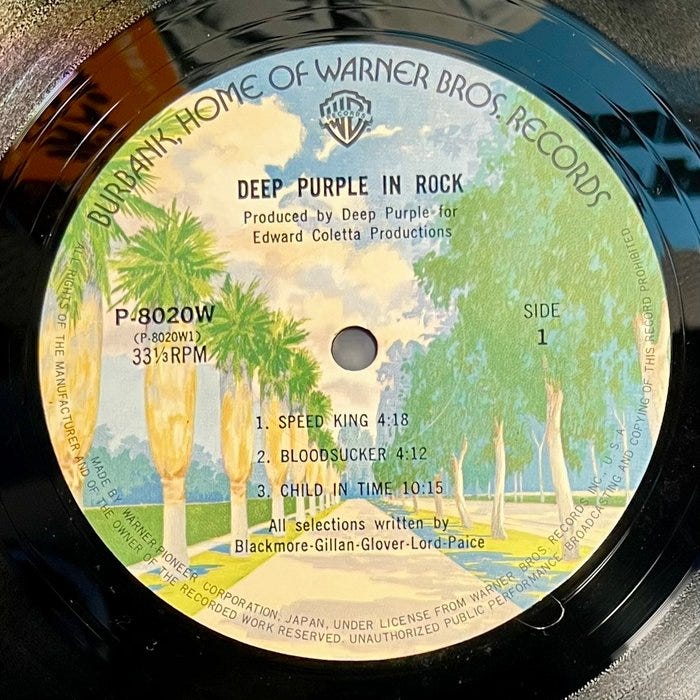 BURBANK, HOME OF WARNER BROS. RECORDS
WB
RECORDS
DEEP PURPLE IN ROCK
Produced by Deep Purple for
Edward Coletta Productions
P-8020W
(P-8020W1)
33⅓RPM
SIDE
1
1. SPEED KING 4:18
2. BLOODSUCKER 4:12
3. CHILD IN TIME 10:15
All selections written by
Blackmore-Gillan-Glover-Lord-Paice
MADE BY WARNER PIONEER CORPORATION, JAPAN, UNDER LICENSE FROM WARNER BROS. RECORDS INC., U.S.A.
ALL RIGHTS OF THE MANUFACTURER AND OF THE OWNER OF THE RECORDED WORK RESERVED. UNAUTHORIZED PUBLIC PERFORMANCE, BROADCASTING AND COPYING OF THIS RECORD PROHIBITED